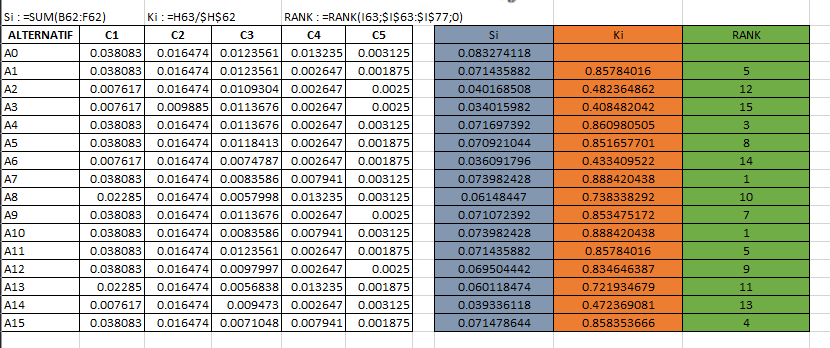 Si : =SUM(B62:F62) Ki : =H63/$H$62 RANK : =RANK(I63;$I$63:$I$77;0)
ALTERNATIF C1 C2 C3 C4 C5 Si Ki RANK
A0 0.038083 0.016474 0.0123561 0.013235 0.003125 0.083274118
A1 0.038083 0.016474 0.0123561 0.002647 0.001875 0.071435882 0.85784016 5
A2 0.007617 0.016474 0.0109304 0.002647 0.0025 0.040168508 0.482364862 12
A3 0.007617 0.009885 0.0113676 0.002647 0.0025 0.034015982 0.408482042 15
A4 0.038083 0.016474 0.0113676 0.002647 0.003125 0.071697392 0.860980505 3
A5 0.038083 0.016474 0.0118413 0.002647 0.001875 0.070921044 0.851657701 8
A6 0.007617 0.016474 0.0074787 0.002647 0.001875 0.036091796 0.433409522 14
A7 0.038083 0.016474 0.0083586 0.007941 0.003125 0.073982428 0.888420438 1
A8 0.02285 0.016474 0.0057998 0.013235 0.003125 0.06148447 0.738338292 10
A9 0.038083 0.016474 0.0113676 0.002647 0.0025 0.071072392 0.853475172 7
A10 0.038083 0.016474 0.0083586 0.007941 0.003125 0.073982428 0.888420438 1
A11 0.038083 0.016474 0.0123561 0.002647 0.001875 0.071435882 0.85784016 5
A12 0.038083 0.016474 0.0097997 0.002647 0.0025 0.069504442 0.834646387 9
A13 0.02285 0.016474 0.0056838 0.013235 0.001875 0.060118474 0.721934679 11
A14 0.007617 0.016474 0.009473 0.002647 0.003125 0.039336118 0.472369081 13
A15 0.038083 0.016474 0.0071048 0.007941 0.001875 0.071478644 0.858353666 4